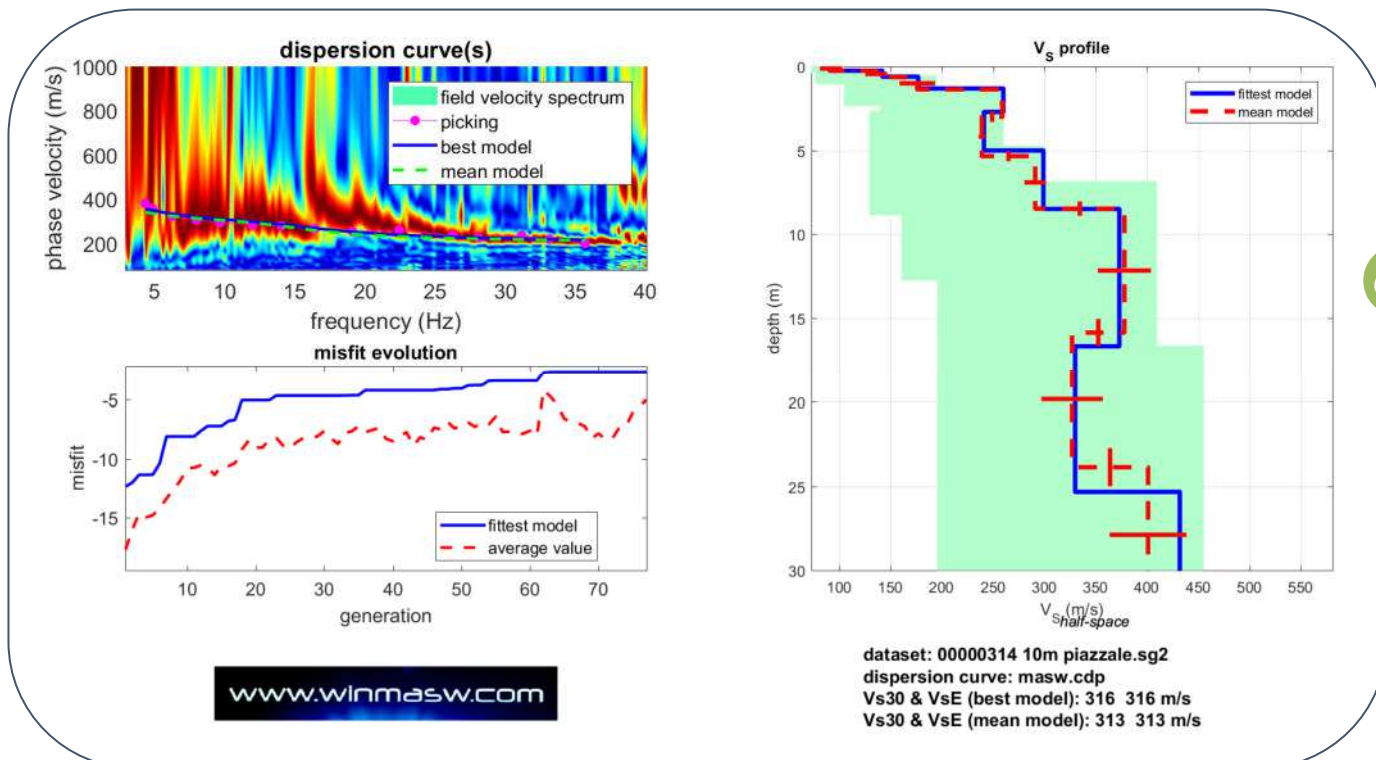 dispersion curve(s)
phase velocity (m/s)
1000
800
600
400
200
field velocity spectrum
picking
best model
mean model
5 10 15 20 25 30 35 40
frequency (Hz)
misfit evolution
misfit
-5
-10
-15
fittest model
average value
10 20 30 40 50 60 70
generation
www.winmasw.com
VS profile
depth (m)
0
5
10
15
20
25
30
fittest model
mean model
100 150 200 250 300 350 400 450 500 550
VS (m/s)
half-space
dataset: 00000314 10m piazzale.sg2
dispersion curve: masw.cdp
Vs30 & VsE (best model): 316 316 m/s
Vs30 & VsE (mean model): 313 313 m/s